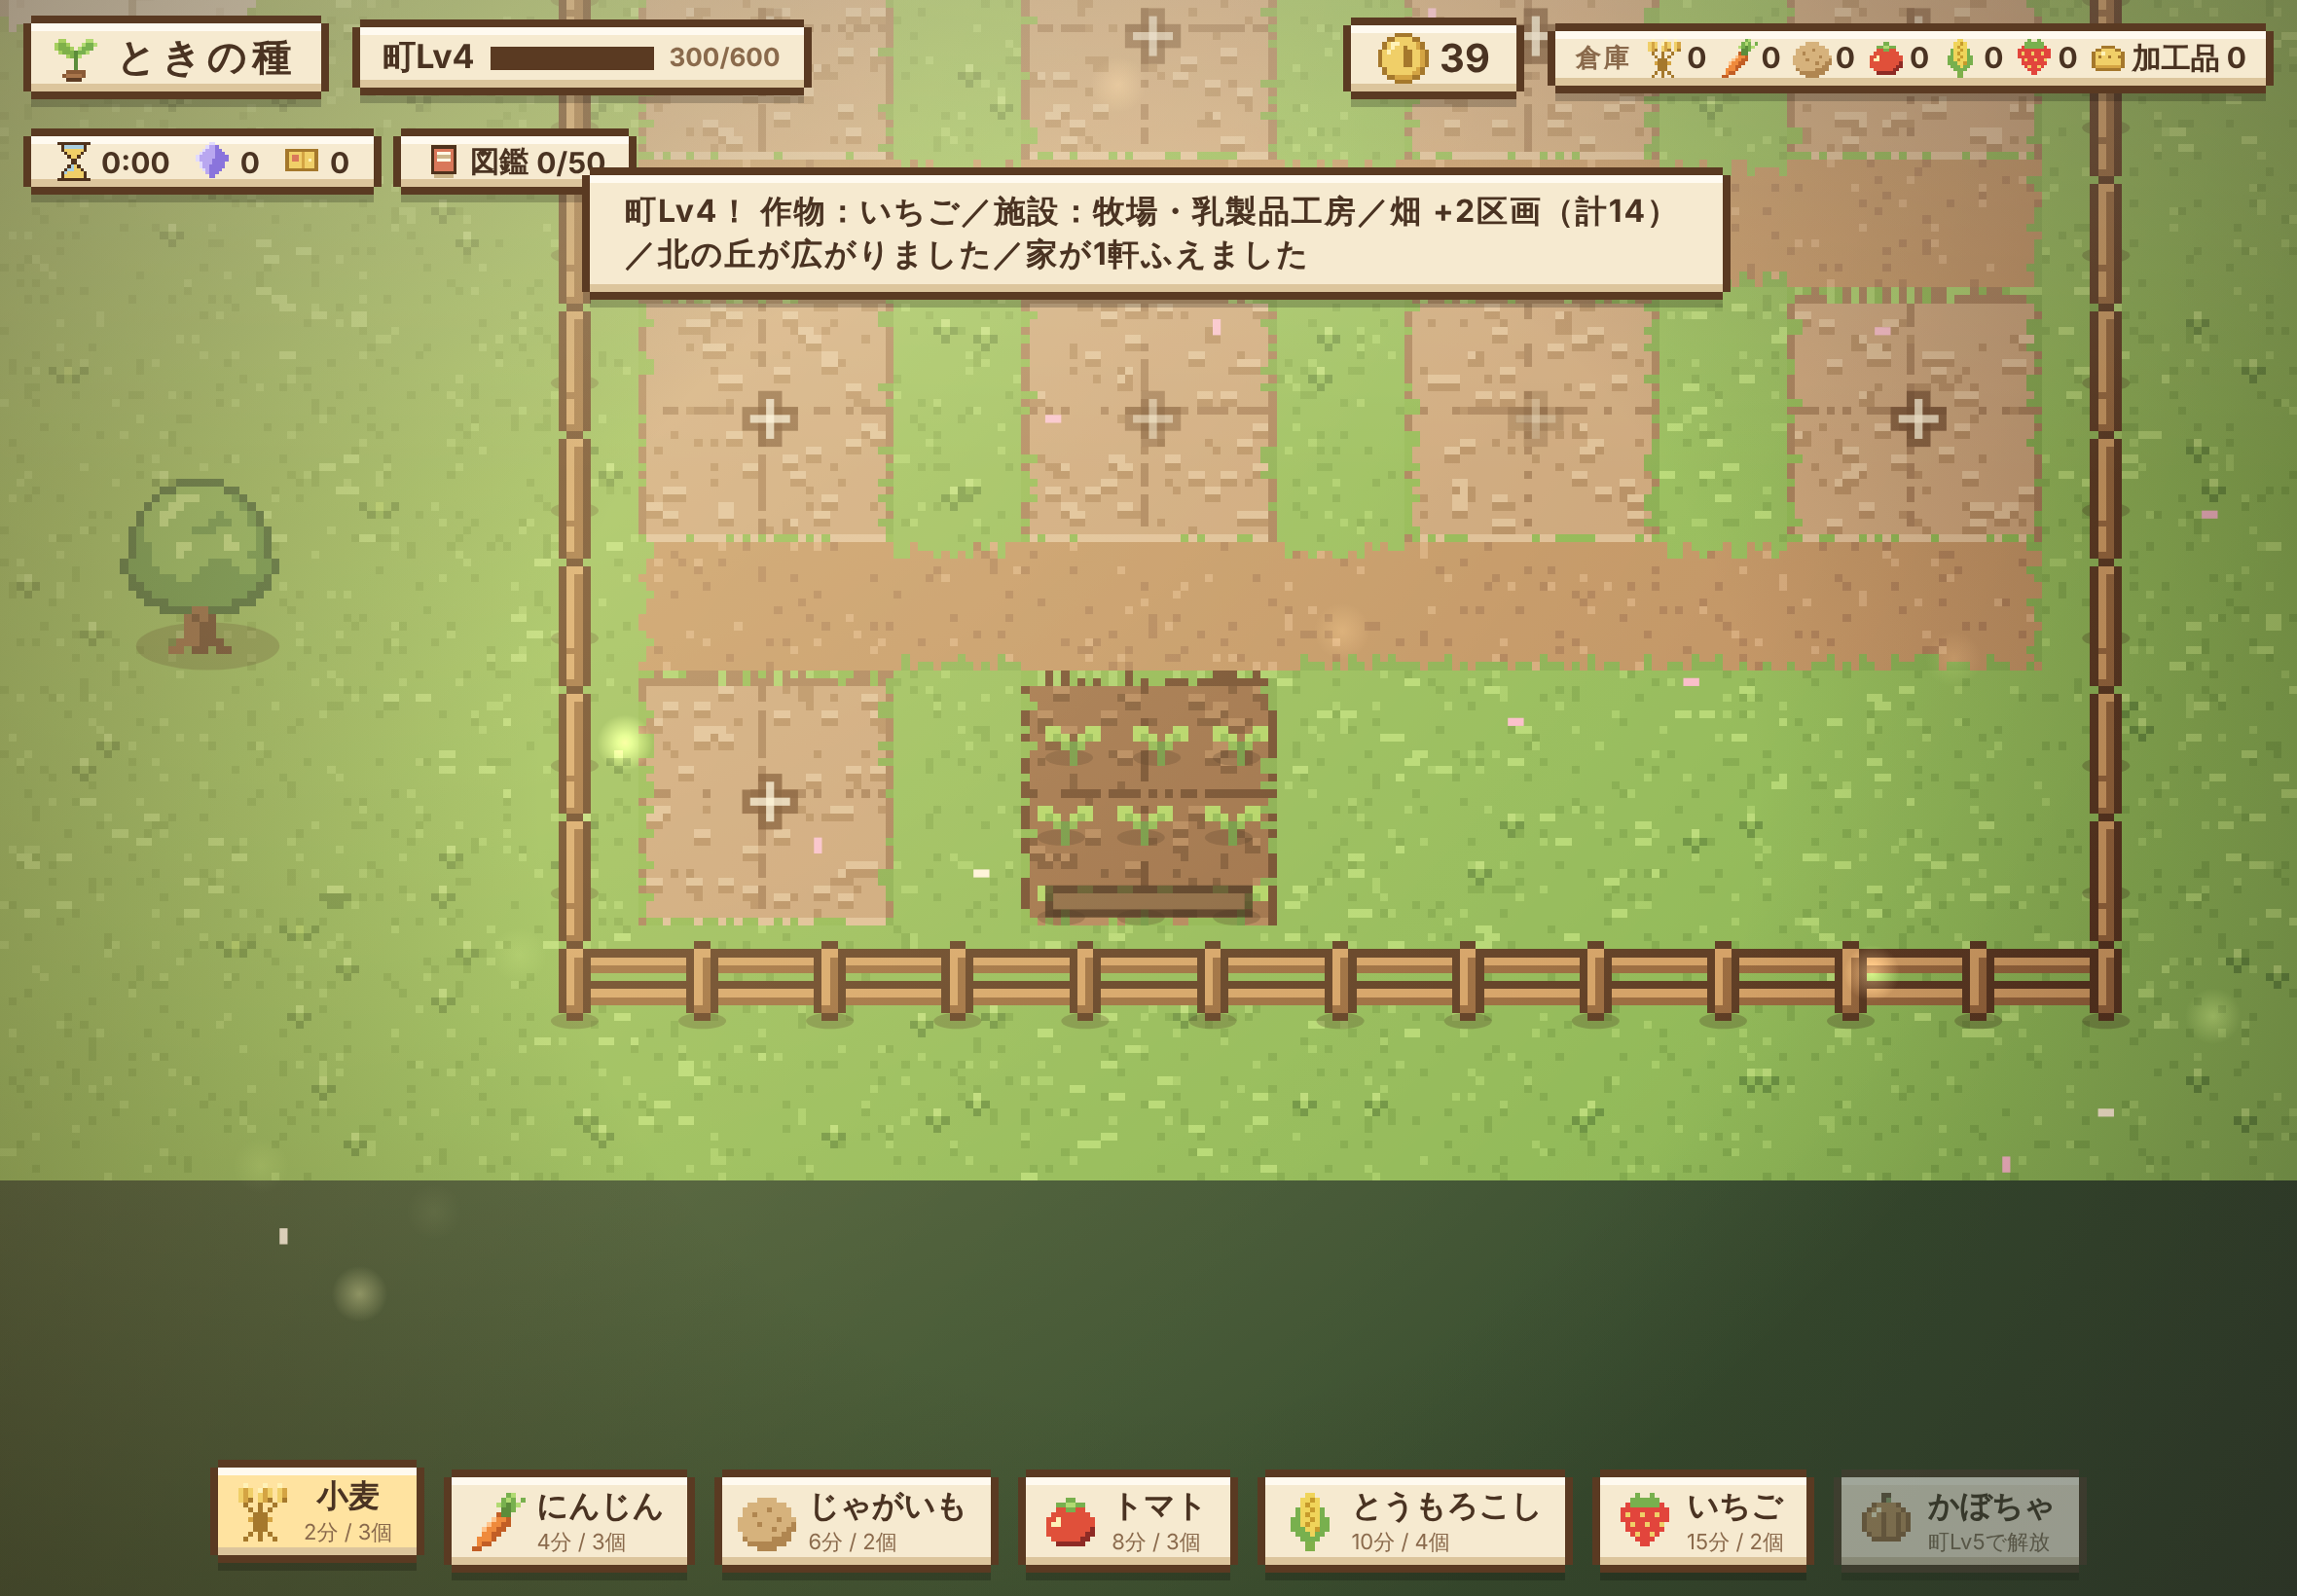 ときの種
町Lv4 300/600
39
倉庫 0 0 0 0 0 0 加工品 0
0:00 0 0
図鑑 0/50
町Lv4！ 作物：いちご／施設：牧場・乳製品工房／畑 +2区画（計14）
／北の丘が広がりました／家が1軒ふえました
小麦
2分 / 3個
にんじん
4分 / 3個
じゃがいも
6分 / 2個
トマト
8分 / 3個
とうもろこし
10分 / 4個
いちご
15分 / 2個
かぼちゃ
町Lv5で解放